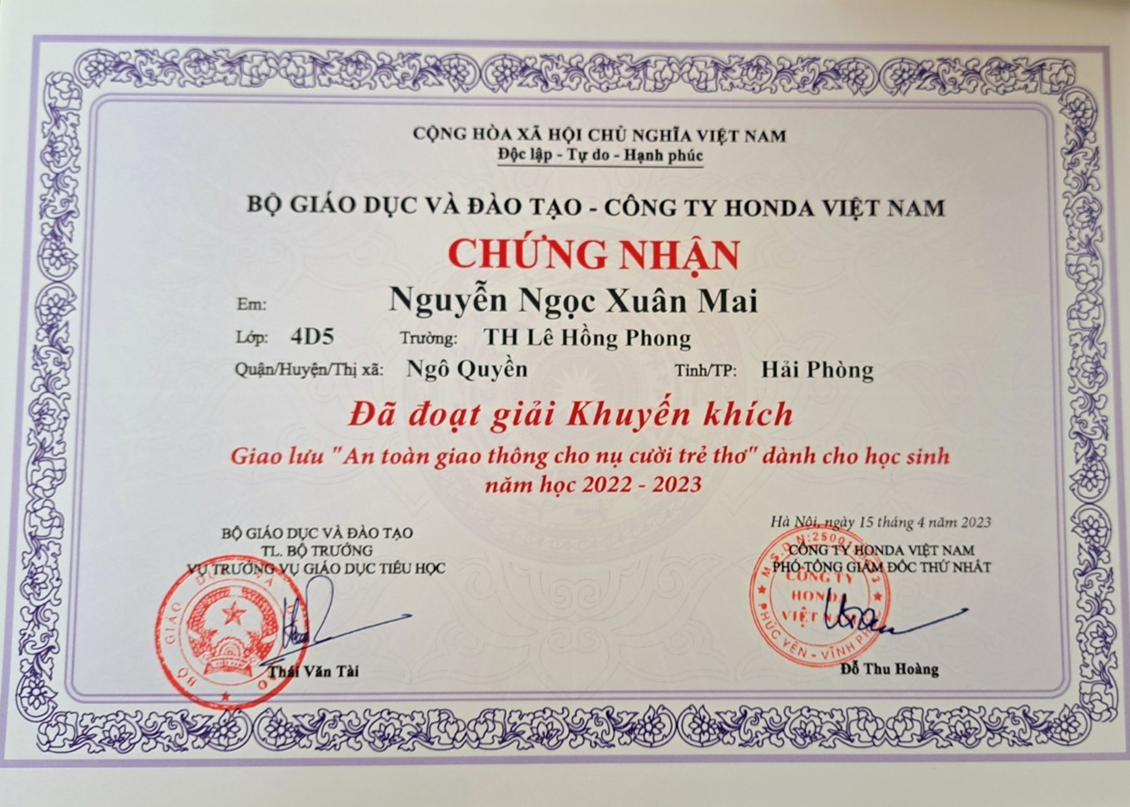 CỘNG HÒA XÃ HỘI CHỦ NGHĨA VIỆT NAM
Độc lập - Tự do - Hạnh phúc
BỘ GIÁO DỤC VÀ ĐÀO TẠO - CÔNG TY HONDA VIỆT NAM
CHỨNG NHẬN
Em: Nguyễn Ngọc Xuân Mai
Lớp: 4D5 Trường: TH Lê Hồng Phong
Quận/Huyện/Thị xã: Ngô Quyền Tỉnh/TP: Hải Phòng
Đã đoạt giải Khuyến khích
Giao lưu "An toàn giao thông cho nụ cười trẻ thơ" dành cho học sinh
năm học 2022 - 2023
BỘ GIÁO DỤC VÀ ĐÀO TẠO
TL. BỘ TRƯỞNG
VỤ TRƯỞNG VỤ GIÁO DỤC TIỂU HỌC
Thái Văn Tài
Hà Nội, ngày 15 tháng 4 năm 2023
CÔNG TY HONDA VIỆT NAM
PHÓ TỔNG GIÁM ĐỐC THỨ NHẤT
CÔNG TY
HONDA
VIỆT NAM
PHÚC YÊN - VĨNH
Đỗ Thu Hoàng